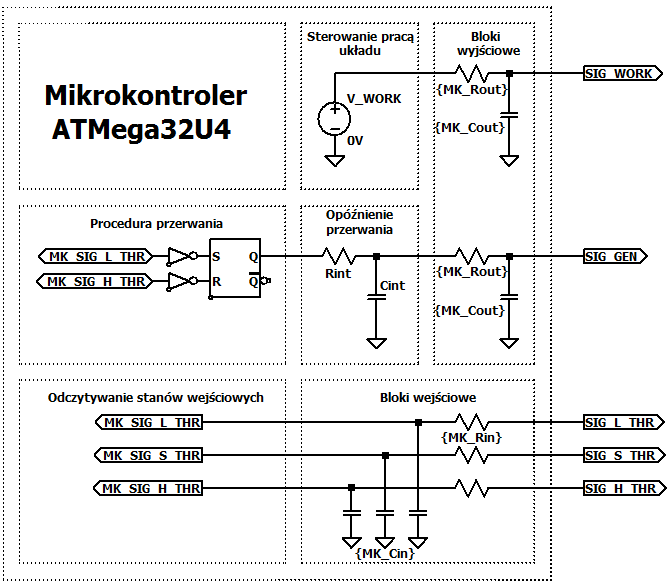 Mikrokontroler
ATMega32U4
Sterowanie pracą
układu
V_WORK
0V
Bloki
wyjściowe
{MK_Rout}
{MK_Cout}
SIG_WORK
Procedura przerwania
MK_SIG_L_THR
MK_SIG_H_THR
S
R
Q
Q
Opóźnienie
przerwania
Rint
Cint
{MK_Rout}
{MK_Cout}
SIG_GEN
Odczytywanie stanów wejściowych
MK_SIG_L_THR
MK_SIG_S_THR
MK_SIG_H_THR
Bloki wejściowe
{MK_Rin}
{MK_Cin}
SIG_L_THR
SIG_S_THR
SIG_H_THR